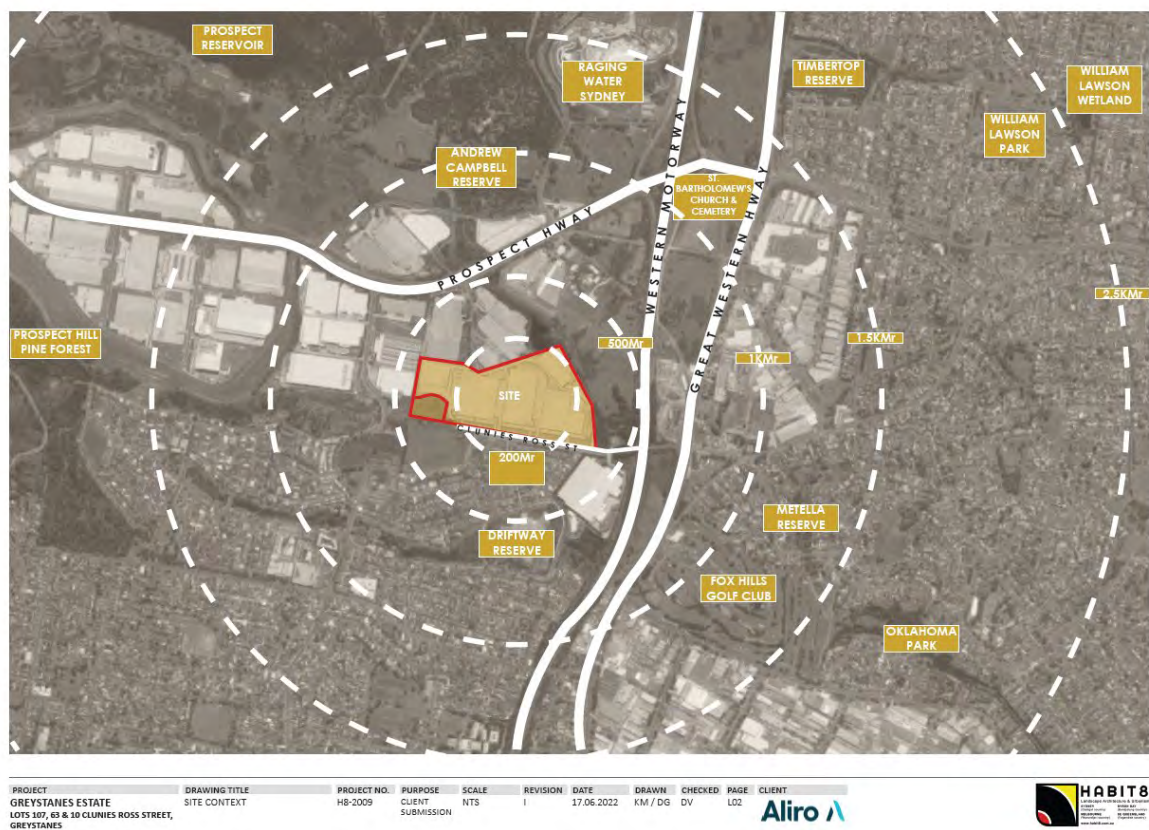 PROSPECT
RESERVOIR
RAGING
WATER
SYDNEY
TIMBERTOP
RESERVE
WILLIAM
LAWSON
WETLAND
WILLIAM
LAWSON
PARK
ANDREW
CAMPBELL
RESERVE
ST.
BARTHOLOMEW'S
CHURCH &
CEMETERY
PROSPECT HWAY
WESTERN MOTORWAY
GREAT WESTERN HWAY
2.5KMr
PROSPECT HILL
PINE FOREST
500Mr
1KMr
1.5KMr
SITE
CLUNIES ROSS ST
200Mr
DRIFTWAY
RESERVE
METELLA
RESERVE
FOX HILLS
GOLF CLUB
OKLAHOMA
PARK
PROJECT
GREYSTANES ESTATE
LOTS 107, 63 & 10 CLUNIES ROSS STREET,
GREYSTANES
DRAWING TITLE
SITE CONTEXT
PROJECT NO.
H8-2009
PURPOSE
CLIENT
SUBMISSION
SCALE
NTS
REVISION
I
DATE
17.06.2022
DRAWN
KM / DG
CHECKED
DV
PAGE
L02
CLIENT
Aliro
HABIT8